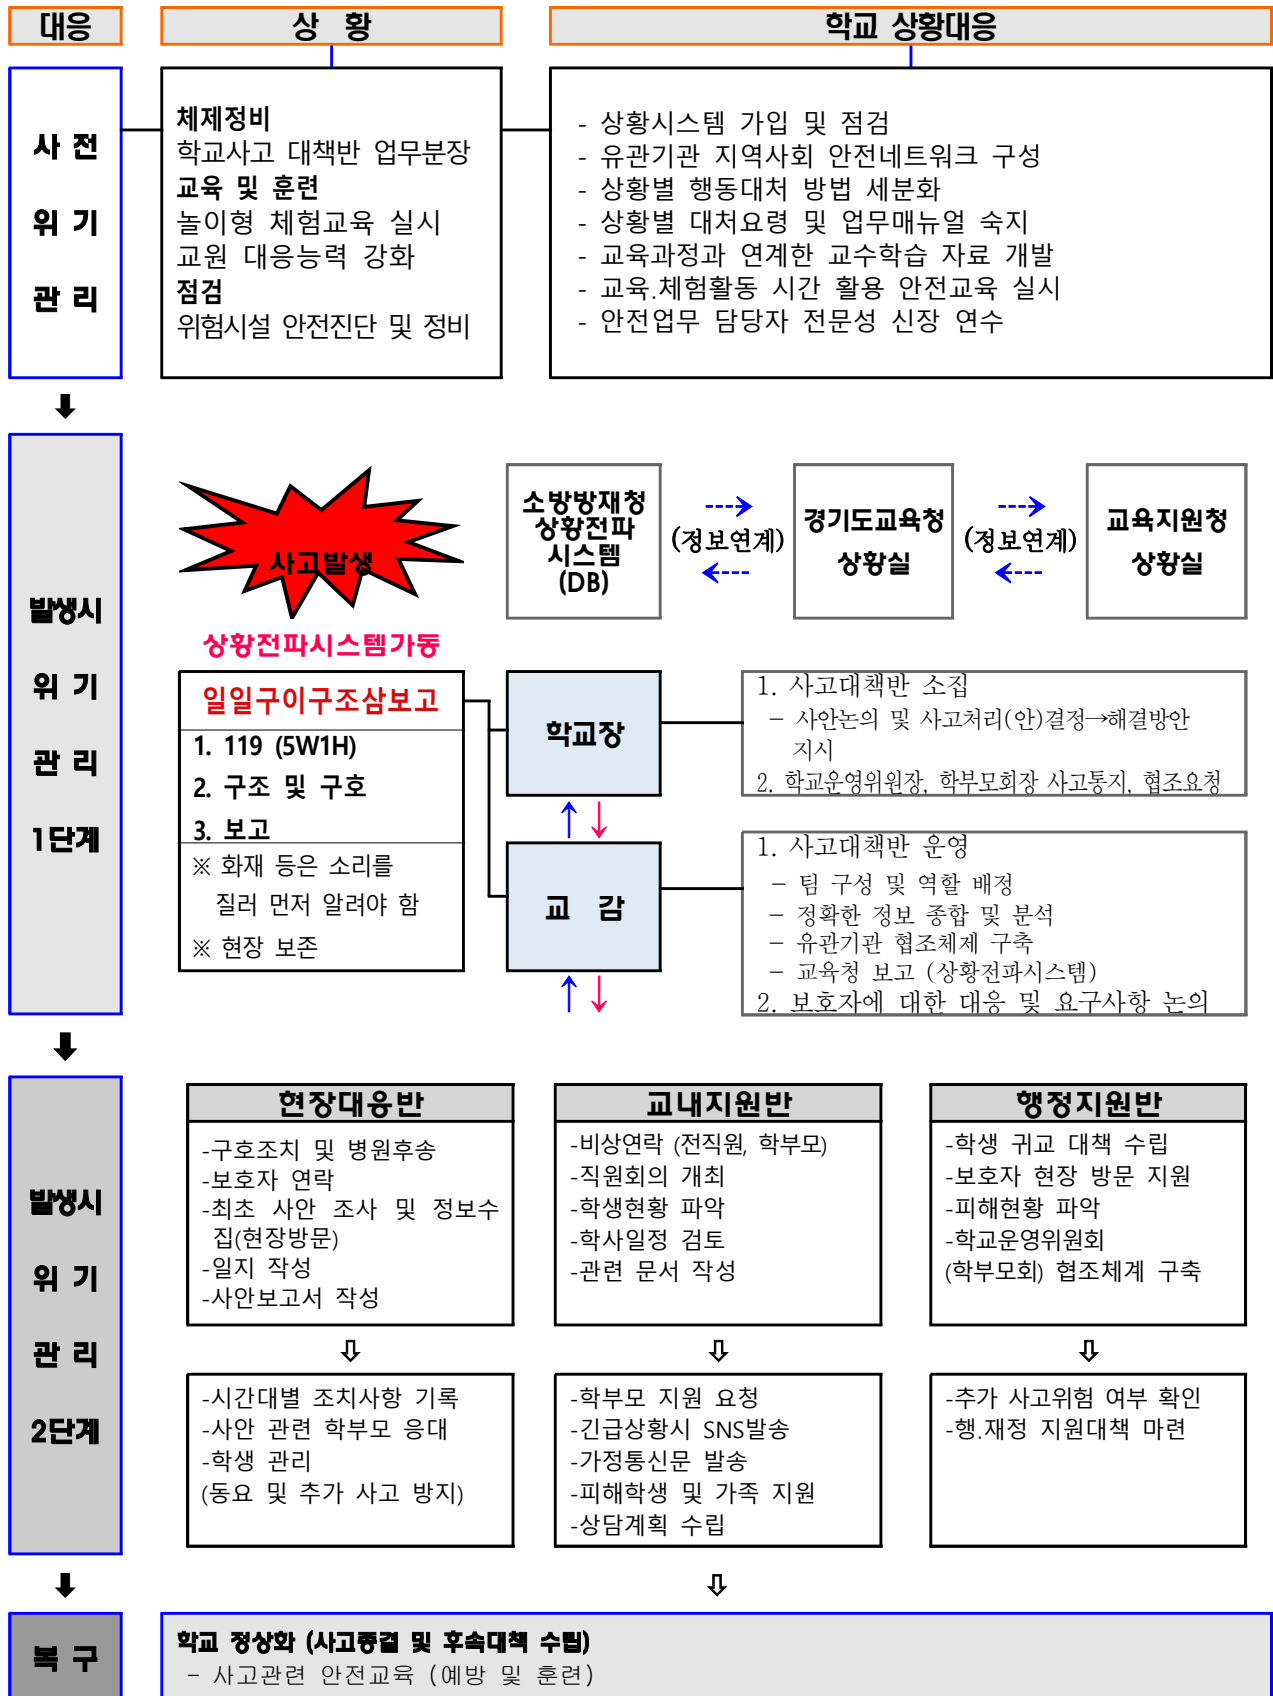 대응
상 황
학교 상황대응
사 전
위 기
관 리
체제정비
학교사고 대책반 업무분장
교육 및 훈련
놀이형 체험교육 실시
교원 대응능력 강화
점검
위험시설 안전진단 및 정비
- 상황시스템 가입 및 점검
- 유관기관 지역사회 안전네트워크 구성
- 상황별 행동대처 방법 세분화
- 상황별 대처요령 및 업무매뉴얼 숙지
- 교육과정과 연계한 교수학습 자료 개발
- 교육.체험활동 시간 활용 안전교육 실시
- 안전업무 담당자 전문성 신장 연수
발생시
위 기
관 리
1단계
사고발생
소방방재청
상황전파
시스템
(DB)
(정보연계)
경기도교육청
상황실
(정보연계)
교육지원청
상황실
상황전파시스템가동
일일구이구조삼보고
1. 119 (5W1H)
2. 구조 및 구호
3. 보고
※ 화재 등은 소리를
질러 먼저 알려야 함
※ 현장 보존
학교장
1. 사고대책반 소집
- 사안논의 및 사고처리(안)결정→해결방안
지시
2. 학교운영위원장, 학부모회장 사고통지, 협조요청
교 감
1. 사고대책반 운영
- 팀 구성 및 역할 배정
- 정확한 정보 종합 및 분석
- 유관기관 협조체제 구축
- 교육청 보고 (상황전파시스템)
2. 보호자에 대한 대응 및 요구사항 논의
발생시
위 기
관 리
2단계
현장대응반
-구호조치 및 병원후송
-보호자 연락
-최초 사안 조사 및 정보수
집(현장방문)
-일지 작성
-사안보고서 작성
교내지원반
-비상연락 (전직원, 학부모)
-직원회의 개최
-학생현황 파악
-학사일정 검토
-관련 문서 작성
행정지원반
-학생 귀교 대책 수립
-보호자 현장 방문 지원
-피해현황 파악
-학교운영위원회
(학부모회) 협조체계 구축
-시간대별 조치사항 기록
-사안 관련 학부모 응대
-학생 관리
(동요 및 추가 사고 방지)
-학부모 지원 요청
-긴급상황시 SNS발송
-가정통신문 발송
-피해학생 및 가족 지원
-상담계획 수립
-추가 사고위험 여부 확인
-행.재정 지원대책 마련
복 구
학교 정상화 (사고종결 및 후속대책 수립)
- 사고관련 안전교육 (예방 및 훈련)